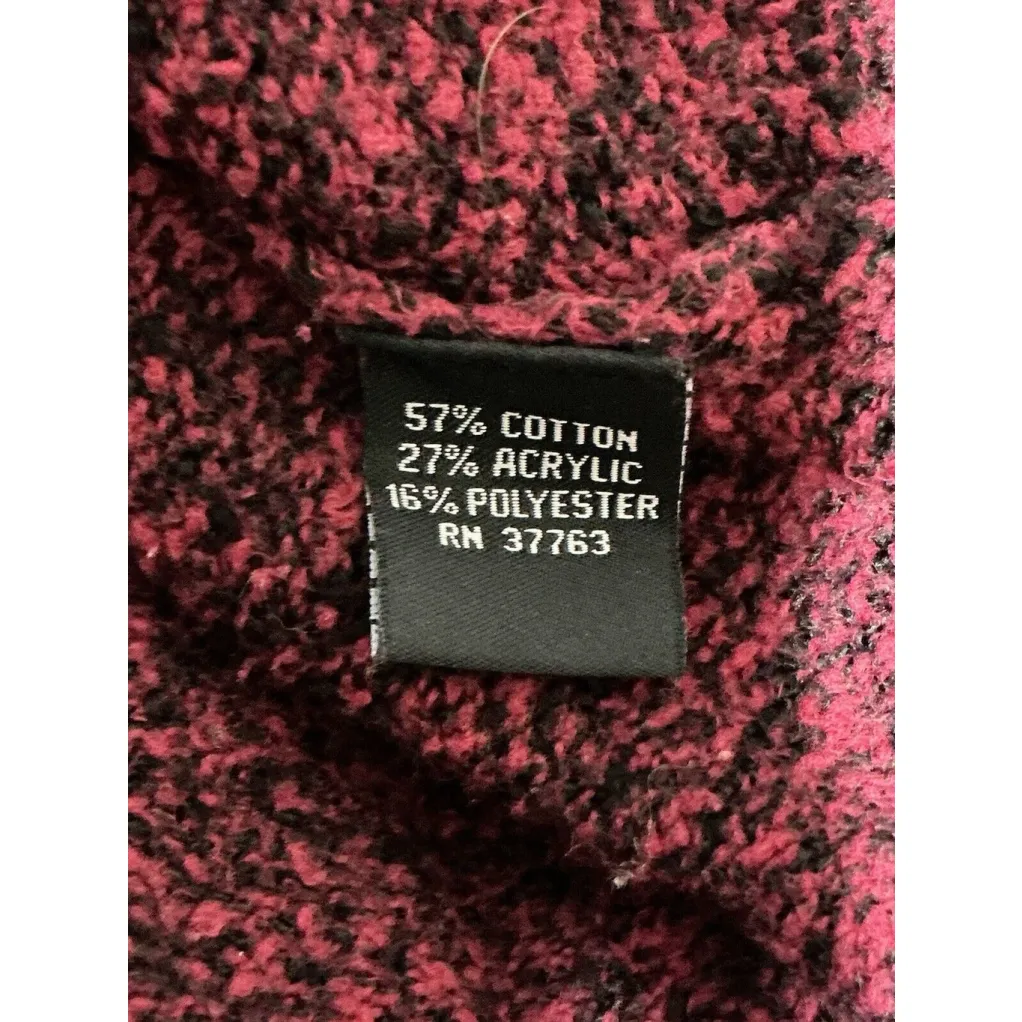 57% COTTON
27% ACRYLIC
16% POLYESTER
RN 37763